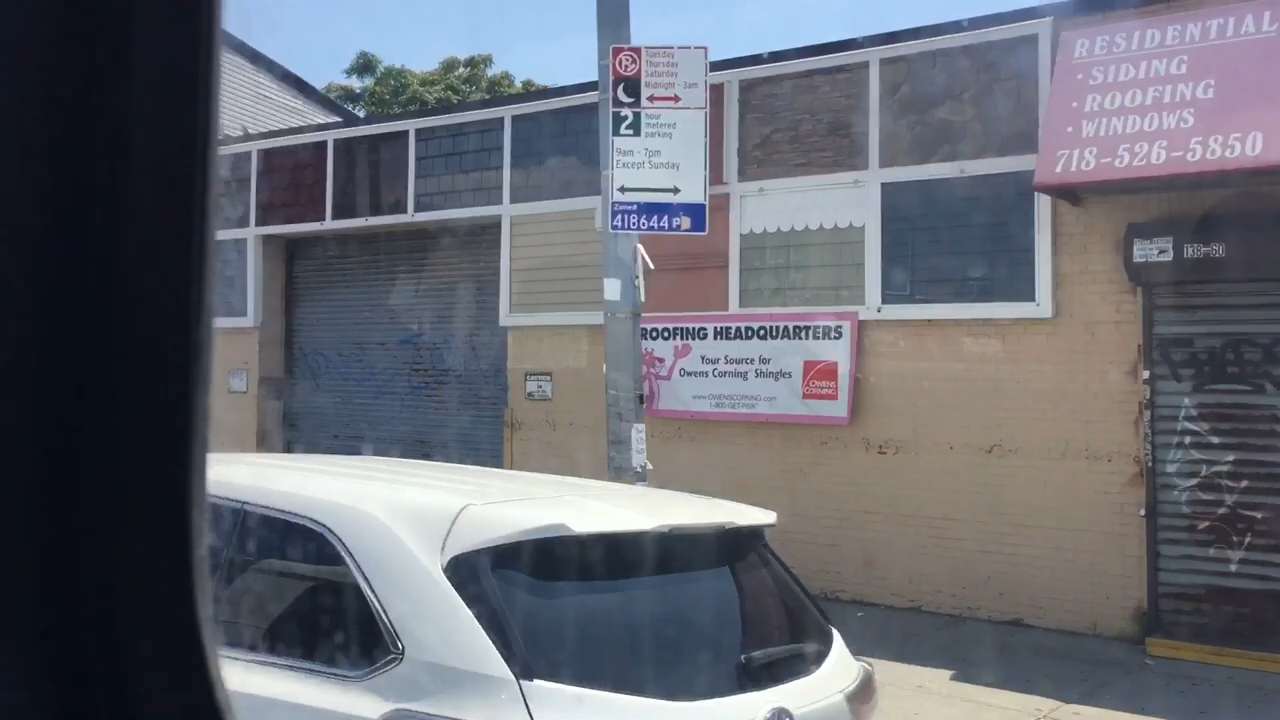 Tuesday
Thursday
Saturday
Midnight - 3am
2 hour
metered
parking
9am - 7pm
Except Sunday
Zone#
418644
RESIDENTIAL
· SIDING
· ROOFING
· WINDOWS
718-526-5850
138-60
ROOFING HEADQUARTERS
Your Source for
Owens Corning Shingles
OWENS
CORNING
www.OWENSCORNING.com
1-800-GET-PINK
CAUTION